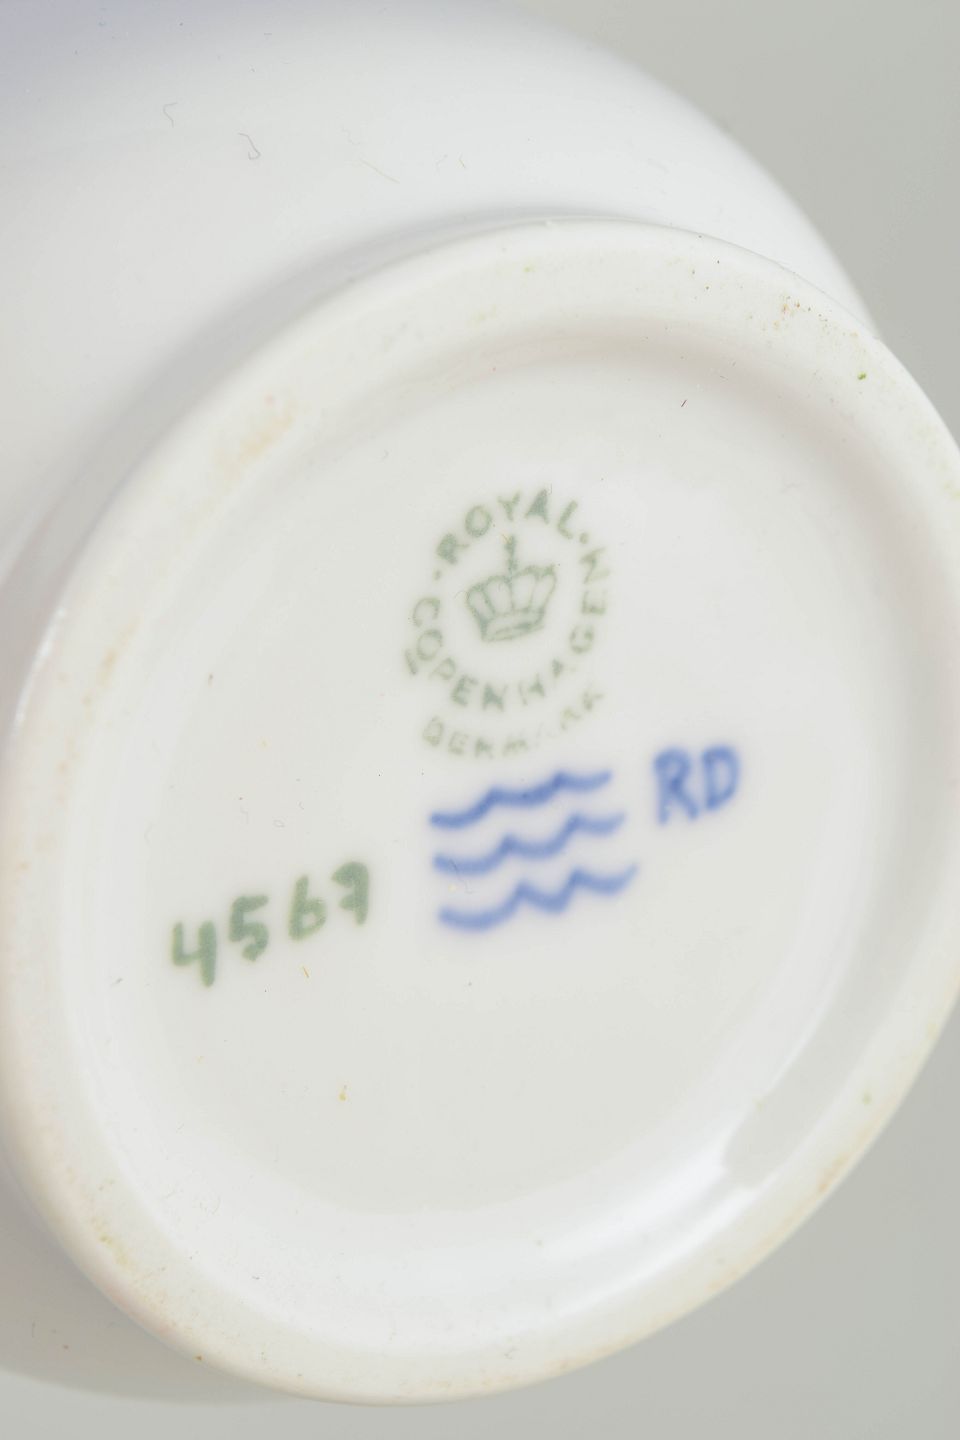 ROYAL · COPENHAGEN ·
DENMARK
RD
4567